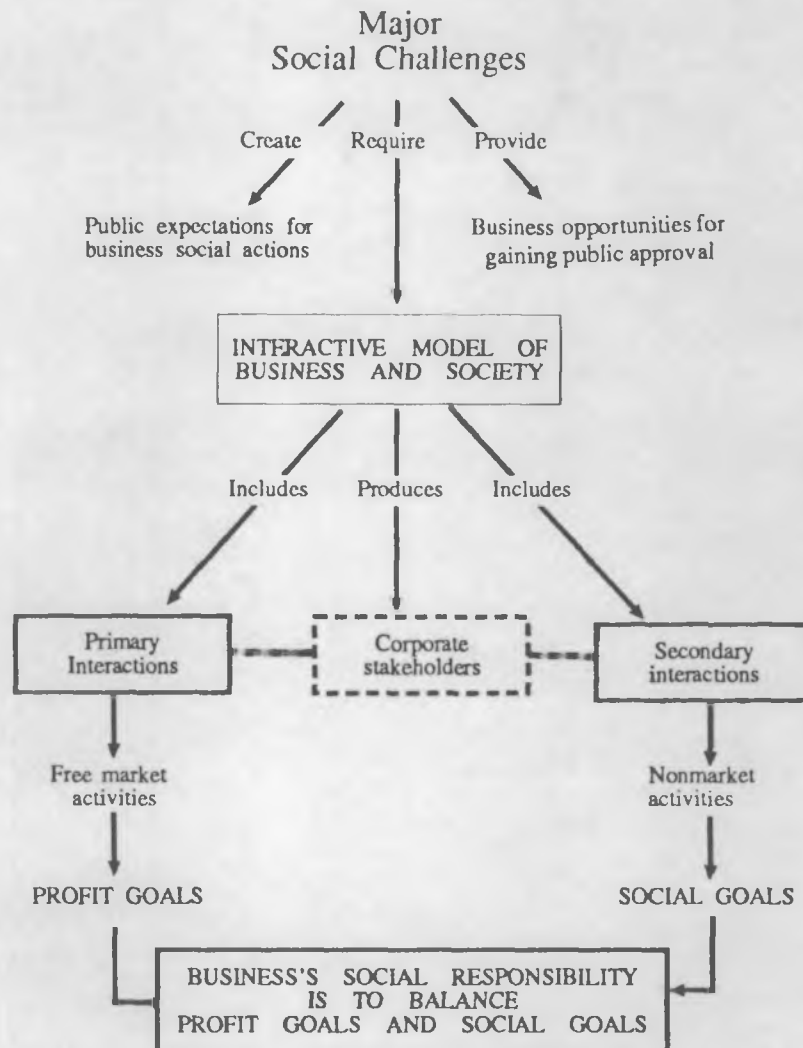 Major
Social Challenges
Create Require Provide
Public expectations for
business social actions
Business opportunities for
gaining public approval
INTERACTIVE MODEL OF
BUSINESS AND SOCIETY
Includes Produces Includes
Primary
Interactions
Corporate
stakeholders
Secondary
interactions
Free market
activities
Nonmarket
activities
PROFIT GOALS
SOCIAL GOALS
BUSINESS'S SOCIAL RESPONSIBILITY
IS TO BALANCE
PROFIT GOALS AND SOCIAL GOALS